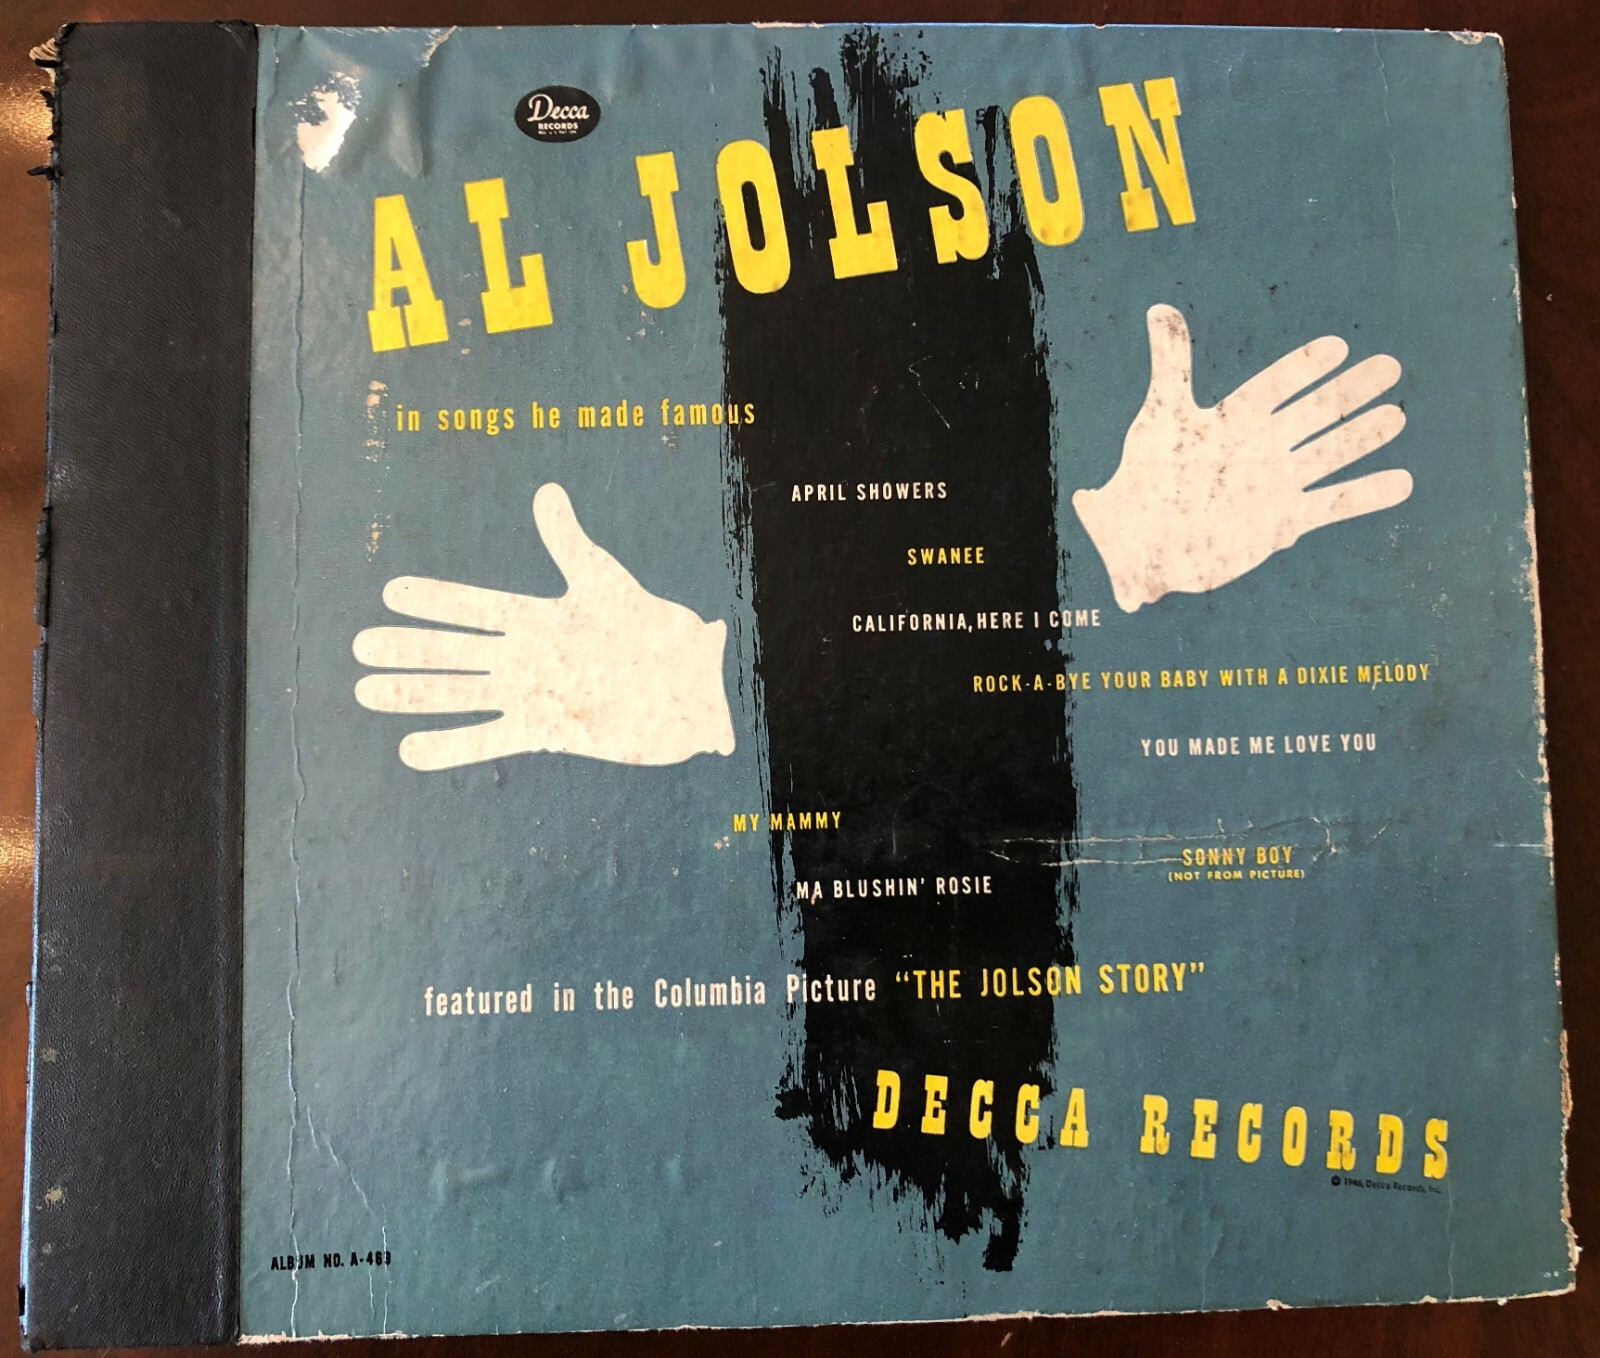 Decca
RECORDS
AL JOLSON
in songs he made famous
APRIL SHOWERS
SWANEE
CALIFORNIA, HERE I COME
ROCK-A-BYE YOUR BABY WITH A DIXIE MELODY
YOU MADE ME LOVE YOU
MY MAMMY
SONNY BOY
(NOT FROM PICTURE)
MA BLUSHIN' ROSIE
featured in the Columbia Picture “THE JOLSON STORY”
DECCA RECORDS
© 1946, Decca Records, Inc.
ALBUM NO. A-469